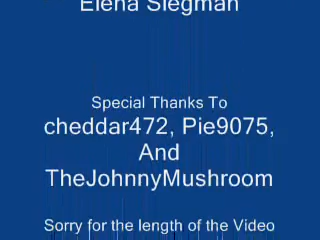 Elena Siegman
Special Thanks To
cheddar472, Pie9075,
And
TheJohnnyMushroom
Sorry for the length of the Video